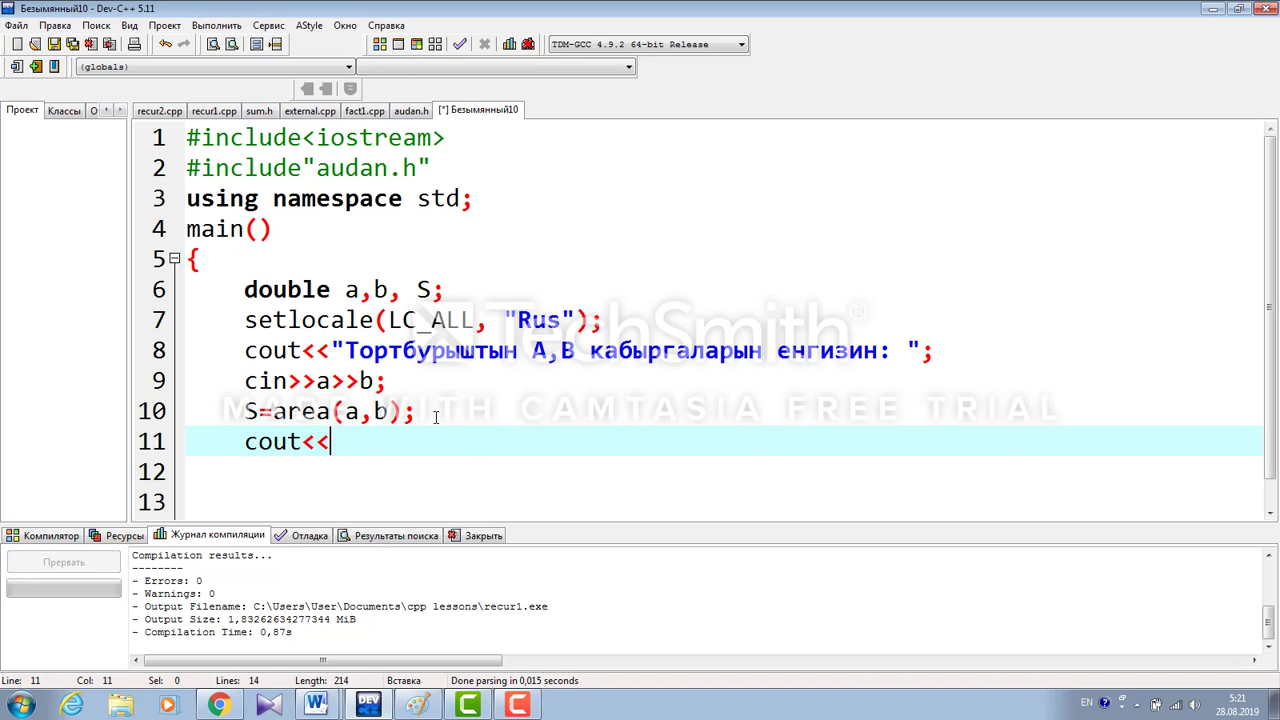 Безымянный10 - Dev-C++ 5.11
Файл Правка Поиск Вид Проект Выполнить Сервис AStyle Окно Справка
TDM-GCC 4.9.2 64-bit Release
(globals)
Проект Классы О recur2.cpp recur1.cpp sum.h external.cpp fact1.cpp audan.h [*] Безымянный10
1 #include<iostream>
2 #include"audan.h"
3 using namespace std;
4 main()
5 {
6 double a,b, S;
7 setlocale(LC_ALL, "Rus");
8 cout<<"Тортбурыштын А,В кабыргаларын енгизин: ";
9 cin>>a>>b;
10 S=area(a,b);
11 cout<<
12
13
TechSmith®
MADE WITH CAMTASIA FREE TRIAL
Компилятор Ресурсы Журнал компиляции Отладка Результаты поиска Закрыть
Прервать
Compilation results...
--------
- Errors: 0
- Warnings: 0
- Output Filename: C:\Users\User\Documents\cpp lessons\recur1.exe
- Output Size: 1,83262634277344 MiB
- Compilation Time: 0,87s
Line: 11 Col: 11 Sel: 0 Lines: 14 Length: 214 Вставка Done parsing in 0,015 seconds
EN 5:21
28.08.2019